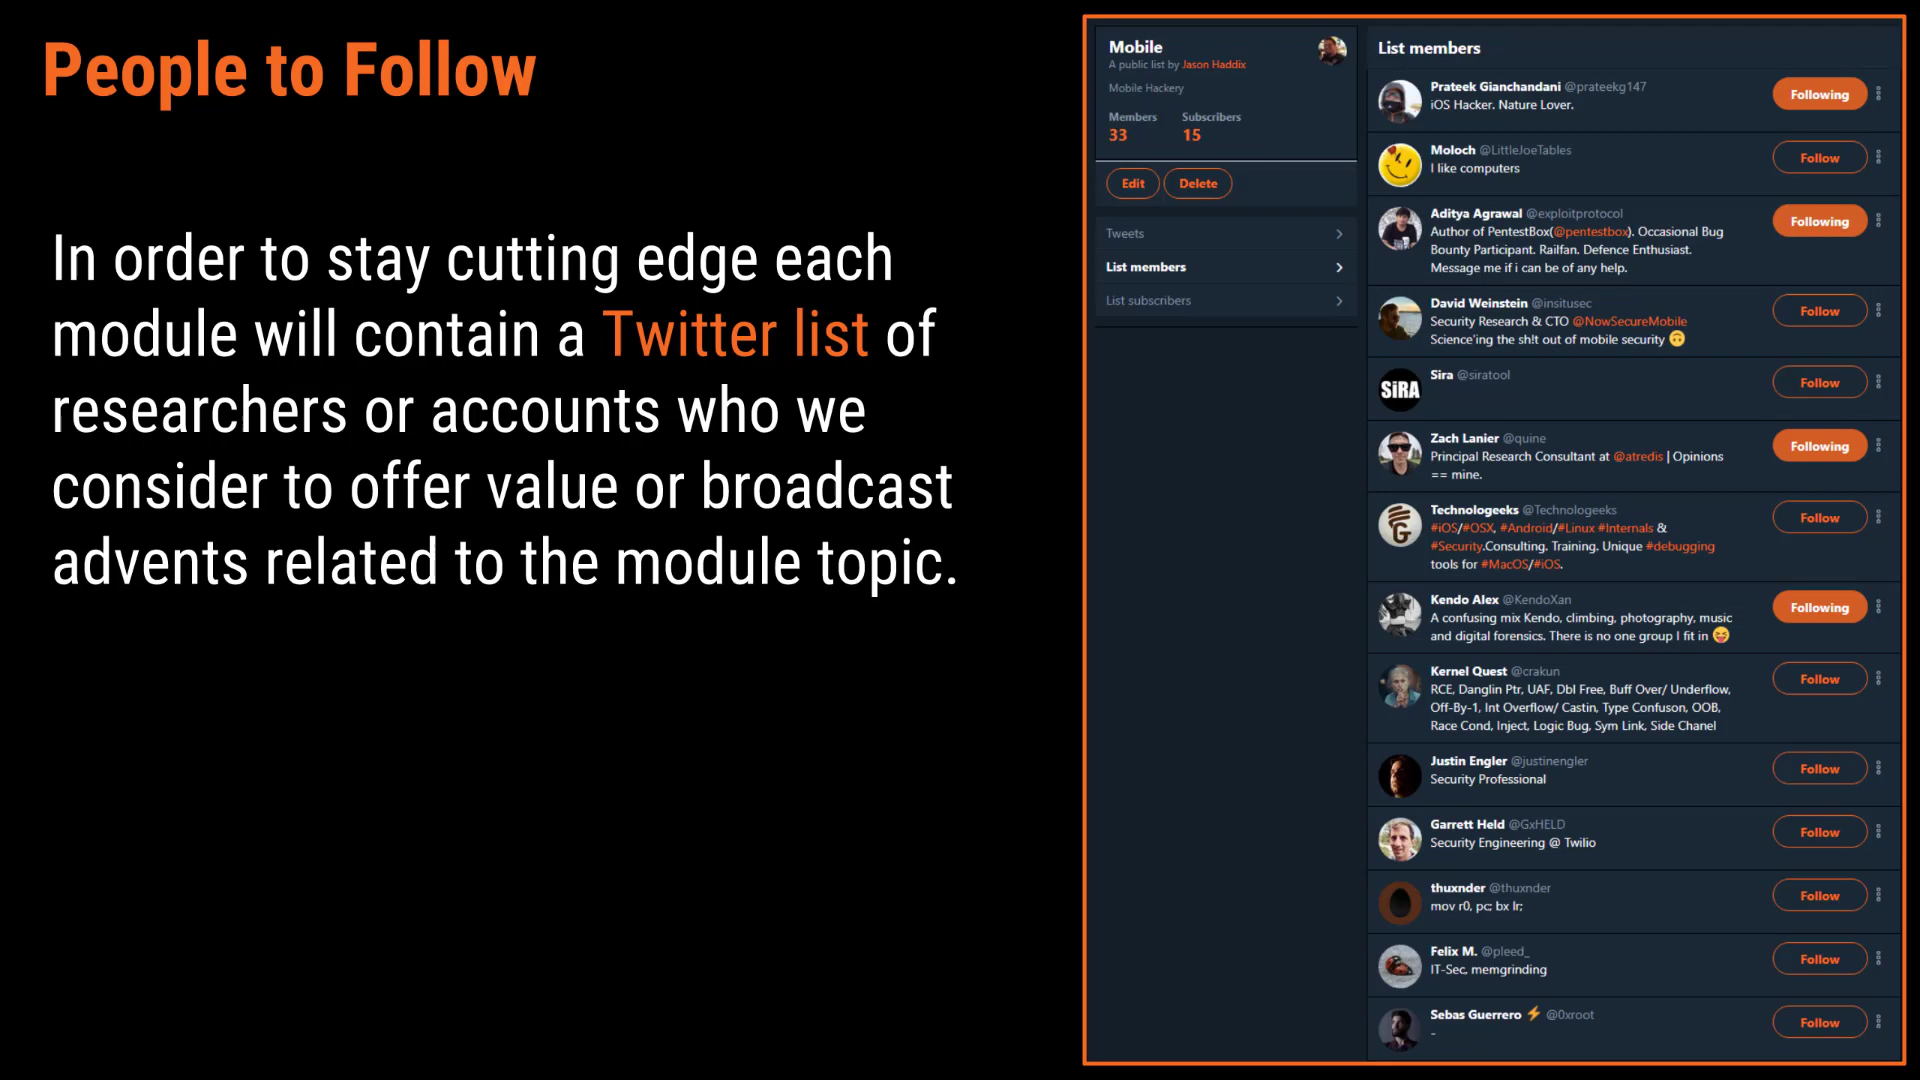 People to Follow
In order to stay cutting edge each
module will contain a Twitter list of
researchers or accounts who we
consider to offer value or broadcast
advents related to the module topic.
Mobile
A public list by Jason Haddix
Mobile Hackery
Members Subscribers
33 15
Edit Delete
Tweets
List members
List subscribers
List members
Prateek Gianchandani @prateekg147
iOS Hacker. Nature Lover.
Following
Moloch @LittleJoeTables
I like computers
Follow
Aditya Agrawal @exploitprotocol
Author of PentestBox(@pentestbox). Occasional Bug
Bounty Participant. Railfan. Defence Enthusiast.
Message me if i can be of any help.
Following
David Weinstein @insitusec
Security Research & CTO @NowSecureMobile
Science'ing the sh!t out of mobile security 🙃
Follow
SiRA
Sira @siratool
Follow
Zach Lanier @quine
Principal Research Consultant at @atredis | Opinions
== mine.
Following
Technologeeks @Technologeeks
#iOS/#OSX, #Android/#Linux #Internals &
#Security.Consulting. Training. Unique #debugging
tools for #MacOS/#iOS.
Follow
Kendo Alex @KendoXan
A confusing mix Kendo, climbing, photography, music
and digital forensics. There is no one group I fit in 😝
Following
Kernel Quest @crakun
RCE, Danglin Ptr, UAF, Dbl Free, Buff Over/ Underflow,
Off-By-1, Int Overflow/ Castin, Type Confuson, OOB,
Race Cond, Inject, Logic Bug, Sym Link, Side Chanel
Follow
Justin Engler @justinengler
Security Professional
Follow
Garrett Held @GxHELD
Security Engineering @ Twilio
Follow
thuxnder @thuxnder
mov r0, pc; bx lr;
Follow
Felix M. @pleed_
IT-Sec, memgrinding
Follow
Sebas Guerrero ⚡ @0xroot
-
Follow